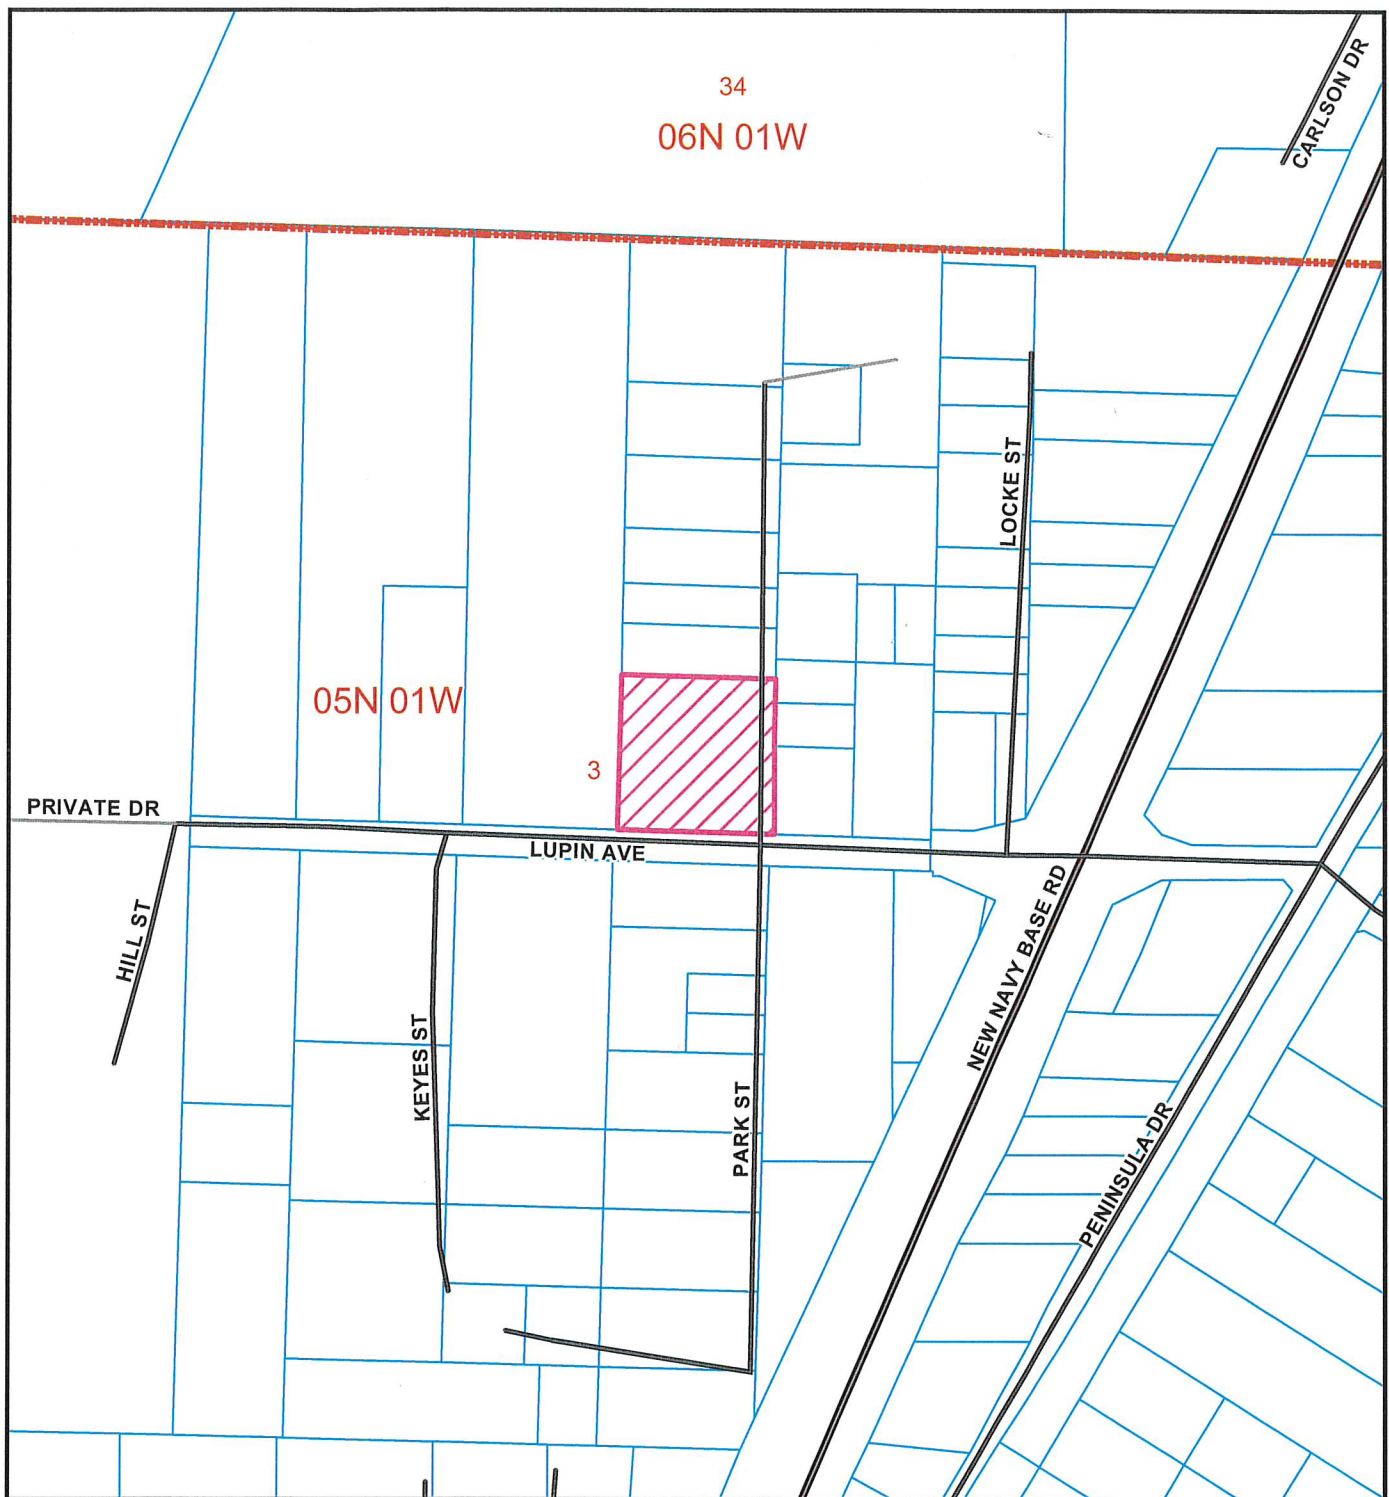 34
06N 01W
CARLSON DR
LOCKE ST
05N 01W
3
PRIVATE DR
LUPIN AVE
HILL ST
NEW NAVY BASE RD
KEYES ST
PARK ST
PENINSULA DR